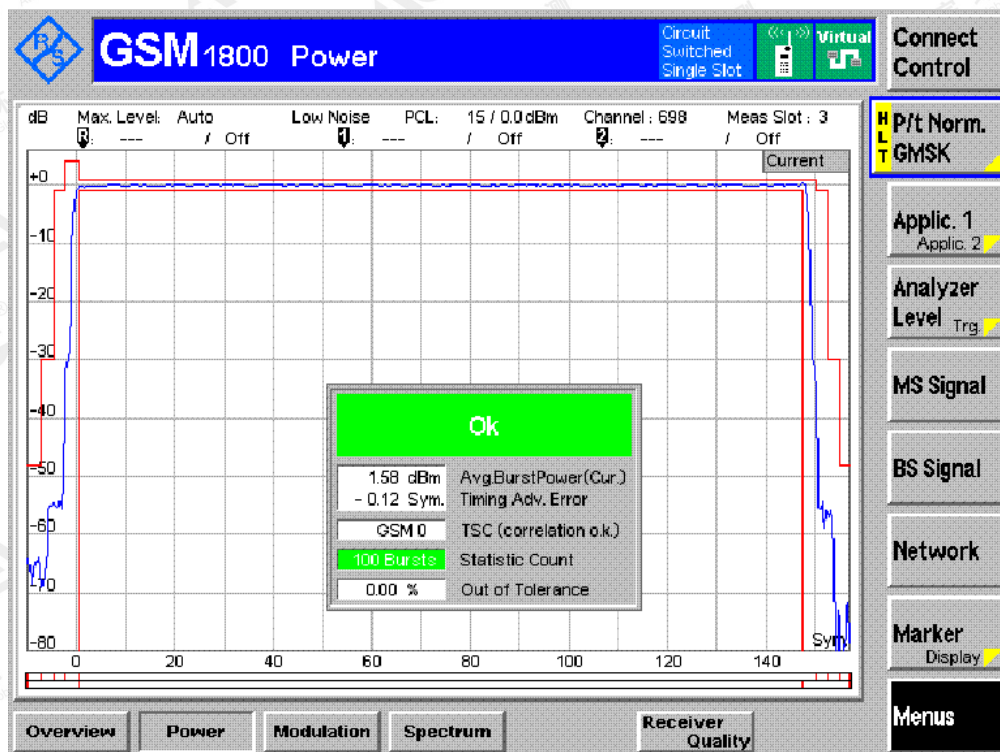 R/S
GSM 1800 Power
Circuit
Switched
Single Slot
Virtual
Connect
Control
dB Max. Level: Auto Low Noise PCL: 15 / 0.0 dBm Channel : 698 Meas Slot : 3
R: --- / Off 1: --- / Off 2: --- / Off
Current
HLT
P/t Norm.
GMSK
Applic. 1
Applic. 2
Analyzer
Level Trg.
MS Signal
BS Signal
Network
Marker
Display
Menus
+0
-10
-20
-30
-40
-50
-60
-70
-80
Ok
1.58 dBm Avg.BurstPower(Cur.)
- 0.12 Sym. Timing Adv. Error
GSM 0 TSC (correlation o.k.)
100 Bursts Statistic Count
0.00 % Out of Tolerance
Sym.
0 20 40 60 80 100 120 140
Overview Power Modulation Spectrum Receiver
Quality